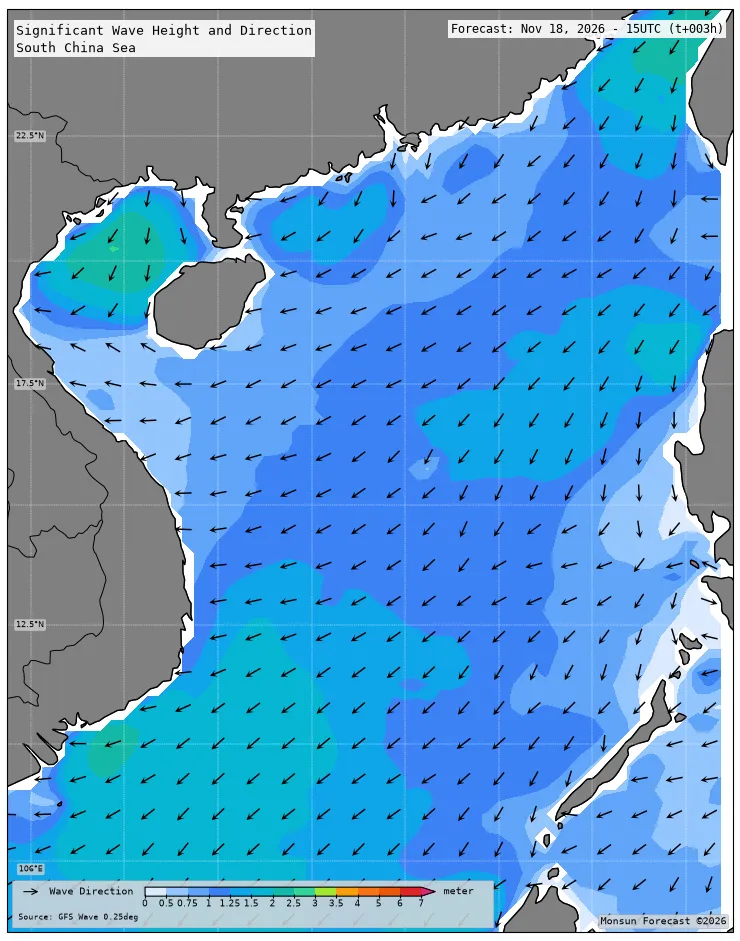 Significant Wave Height and Direction
South China Sea
Forecast: Nov 18, 2026 - 15UTC (t+003h)
22.5°N
17.5°N
12.5°N
106°E
Wave Direction
meter
0 0.5 0.75 1 1.25 1.5 2 2.5 3 3.5 4 5 6 7
Source: GFS Wave 0.25deg
Monsun Forecast ©2026